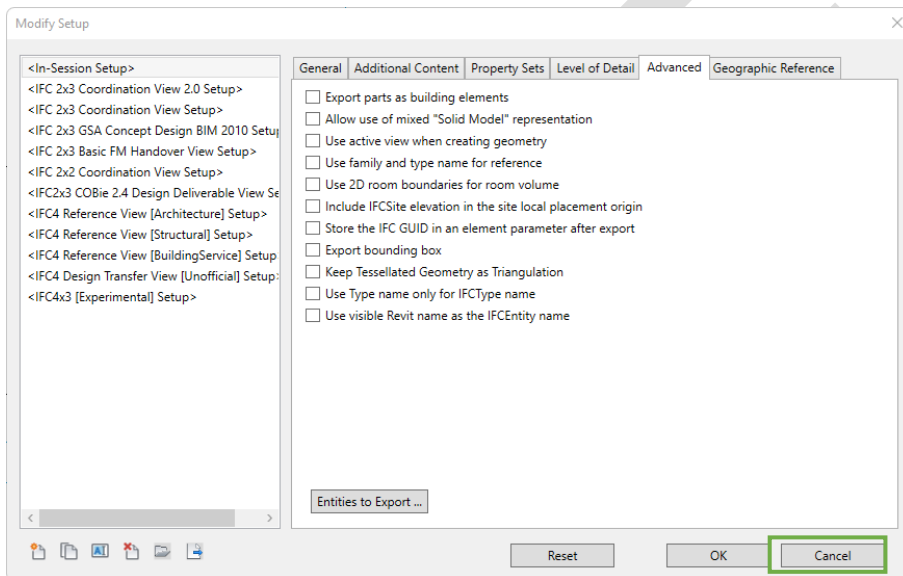 Modify Setup
<In-Session Setup>
<IFC 2x3 Coordination View 2.0 Setup>
<IFC 2x3 Coordination View Setup>
<IFC 2x3 GSA Concept Design BIM 2010 Setup
<IFC 2x3 Basic FM Handover View Setup>
<IFC 2x2 Coordination View Setup>
<IFC2x3 COBie 2.4 Design Deliverable View Se
<IFC4 Reference View [Architecture] Setup>
<IFC4 Reference View [Structural] Setup>
<IFC4 Reference View [BuildingService] Setup
<IFC4 Design Transfer View [Unofficial] Setup>
<IFC4x3 [Experimental] Setup>
General Additional Content Property Sets Level of Detail Advanced Geographic Reference
Export parts as building elements
Allow use of mixed "Solid Model" representation
Use active view when creating geometry
Use family and type name for reference
Use 2D room boundaries for room volume
Include IFCSite elevation in the site local placement origin
Store the IFC GUID in an element parameter after export
Export bounding box
Keep Tessellated Geometry as Triangulation
Use Type name only for IFCType name
Use visible Revit name as the IFCEntity name
Entities to Export ...
Reset OK Cancel